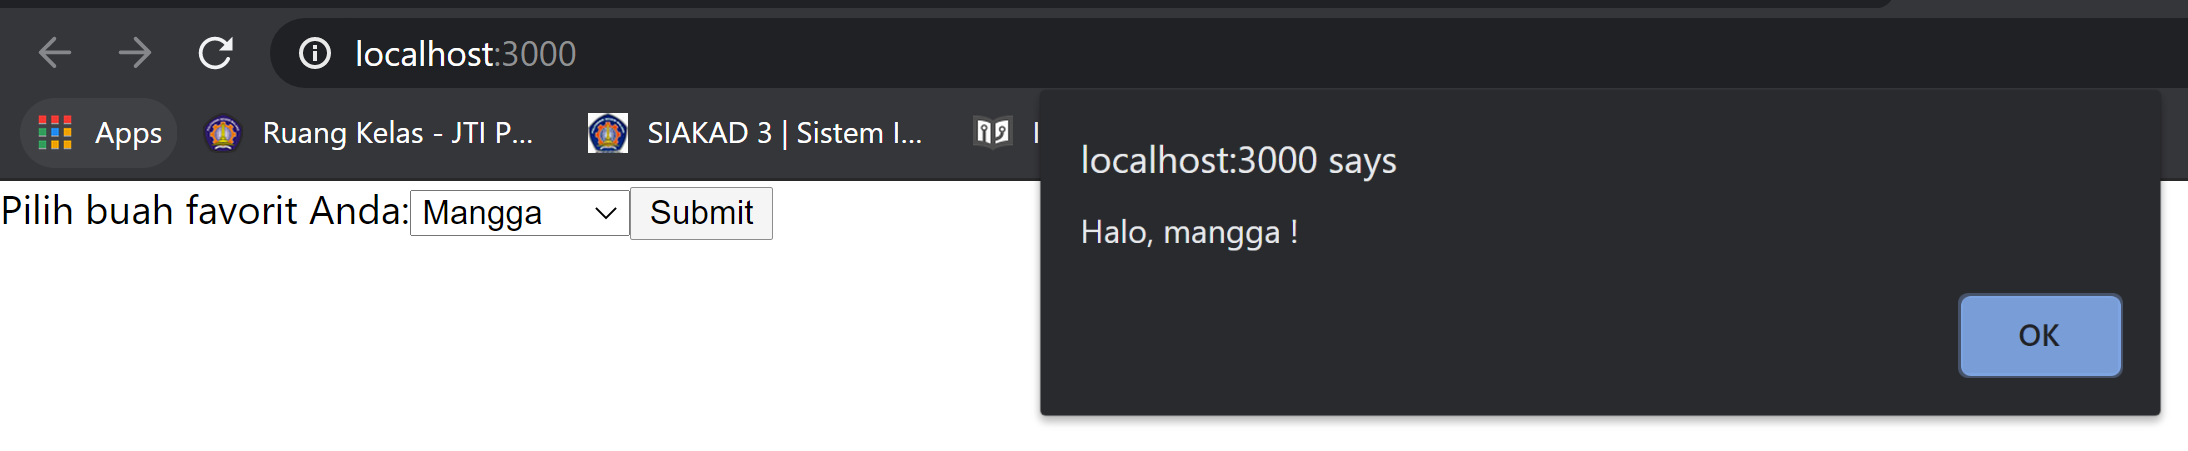 localhost:3000
Apps
Ruang Kelas - JTI P...
SIAKAD 3 | Sistem I...
localhost:3000 says
Halo, mangga !
OK
Pilih buah favorit Anda: Mangga Submit